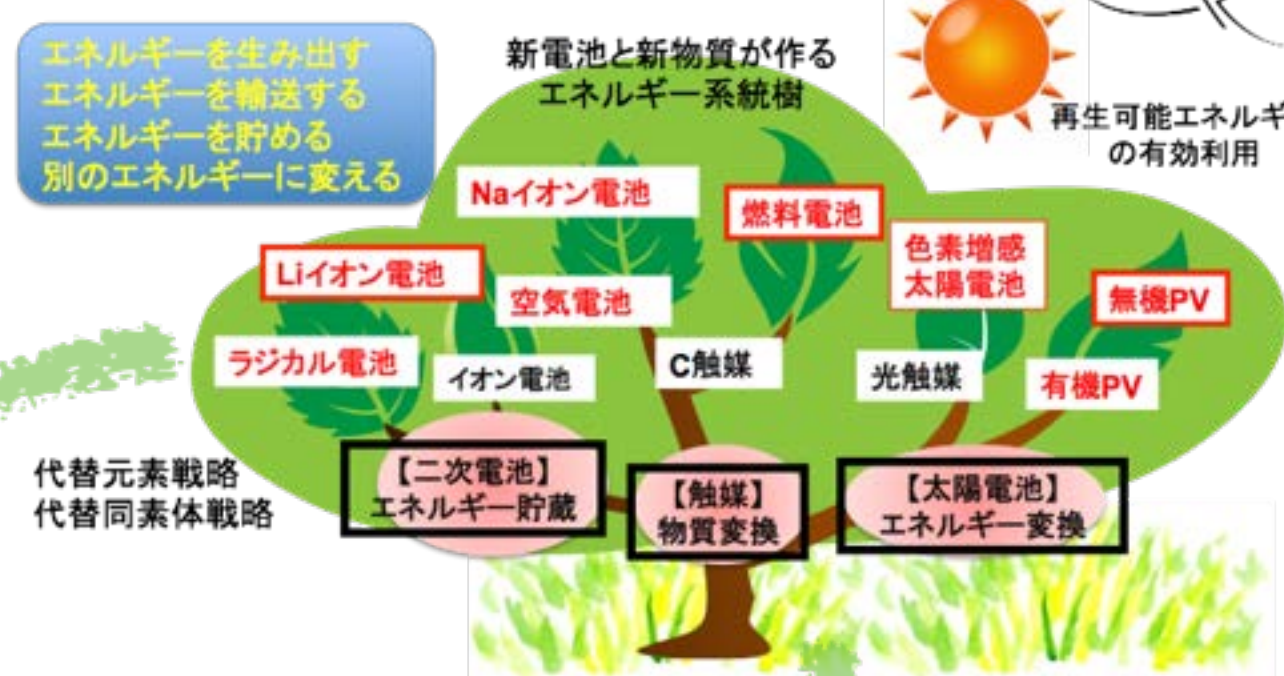 エネルギーを生み出す
エネルギーを輸送する
エネルギーを貯める
別のエネルギーに変える
新電池と新物質が作る
エネルギー系統樹
再生可能エネルギ
の有効利用
Naイオン電池
燃料電池
色素増感
太陽電池
Liイオン電池
空気電池
無機PV
ラジカル電池
イオン電池
C触媒
光触媒
有機PV
代替元素戦略
代替同素体戦略
【二次電池】
エネルギー貯蔵
【触媒】
物質変換
【太陽電池】
エネルギー変換